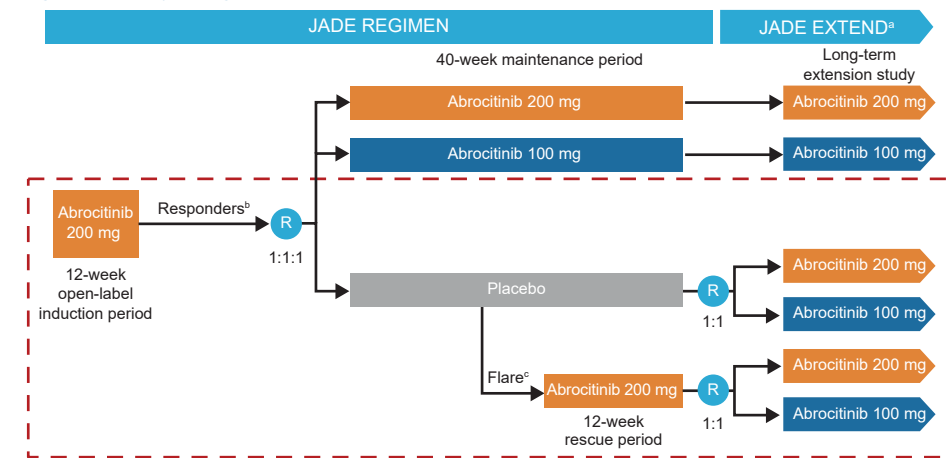 JADE REGIMEN
JADE EXTENDᵃ
40-week maintenance period
Long-term
extension study
Abrocitinib 200 mg
Abrocitinib 200 mg
Abrocitinib 100 mg
Abrocitinib 100 mg
Abrocitinib
200 mg
Respondersᵇ
R
1:1:1
12-week
open-label
induction period
Placebo
R
1:1
Abrocitinib 200 mg
Abrocitinib 100 mg
Flareᶜ
Abrocitinib 200 mg
12-week
rescue period
R
1:1
Abrocitinib 200 mg
Abrocitinib 100 mg